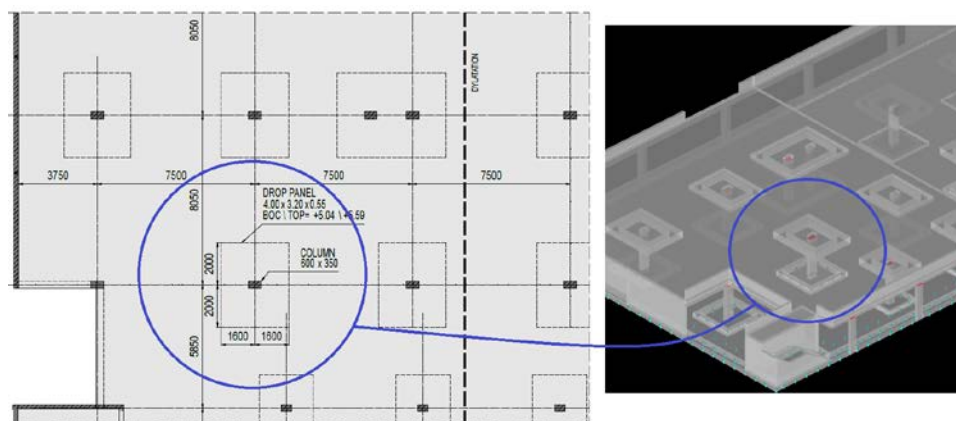 8050
DYLATATION
3750
7500
7500
7500
8050
DROP PANEL
4.00 x 3.20 x 0.55
BOC \ TOP= +5.04 \ +5.59
COLUMN
600 x 350
2000
2000
1600
1600
5850